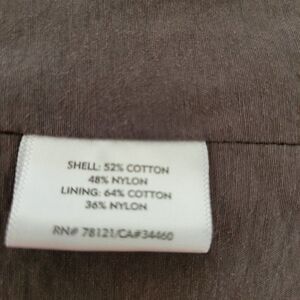 SHELL: 52% COTTON
48% NYLON
LINING: 64% COTTON
36% NYLON
RN# 78121/CA#34460